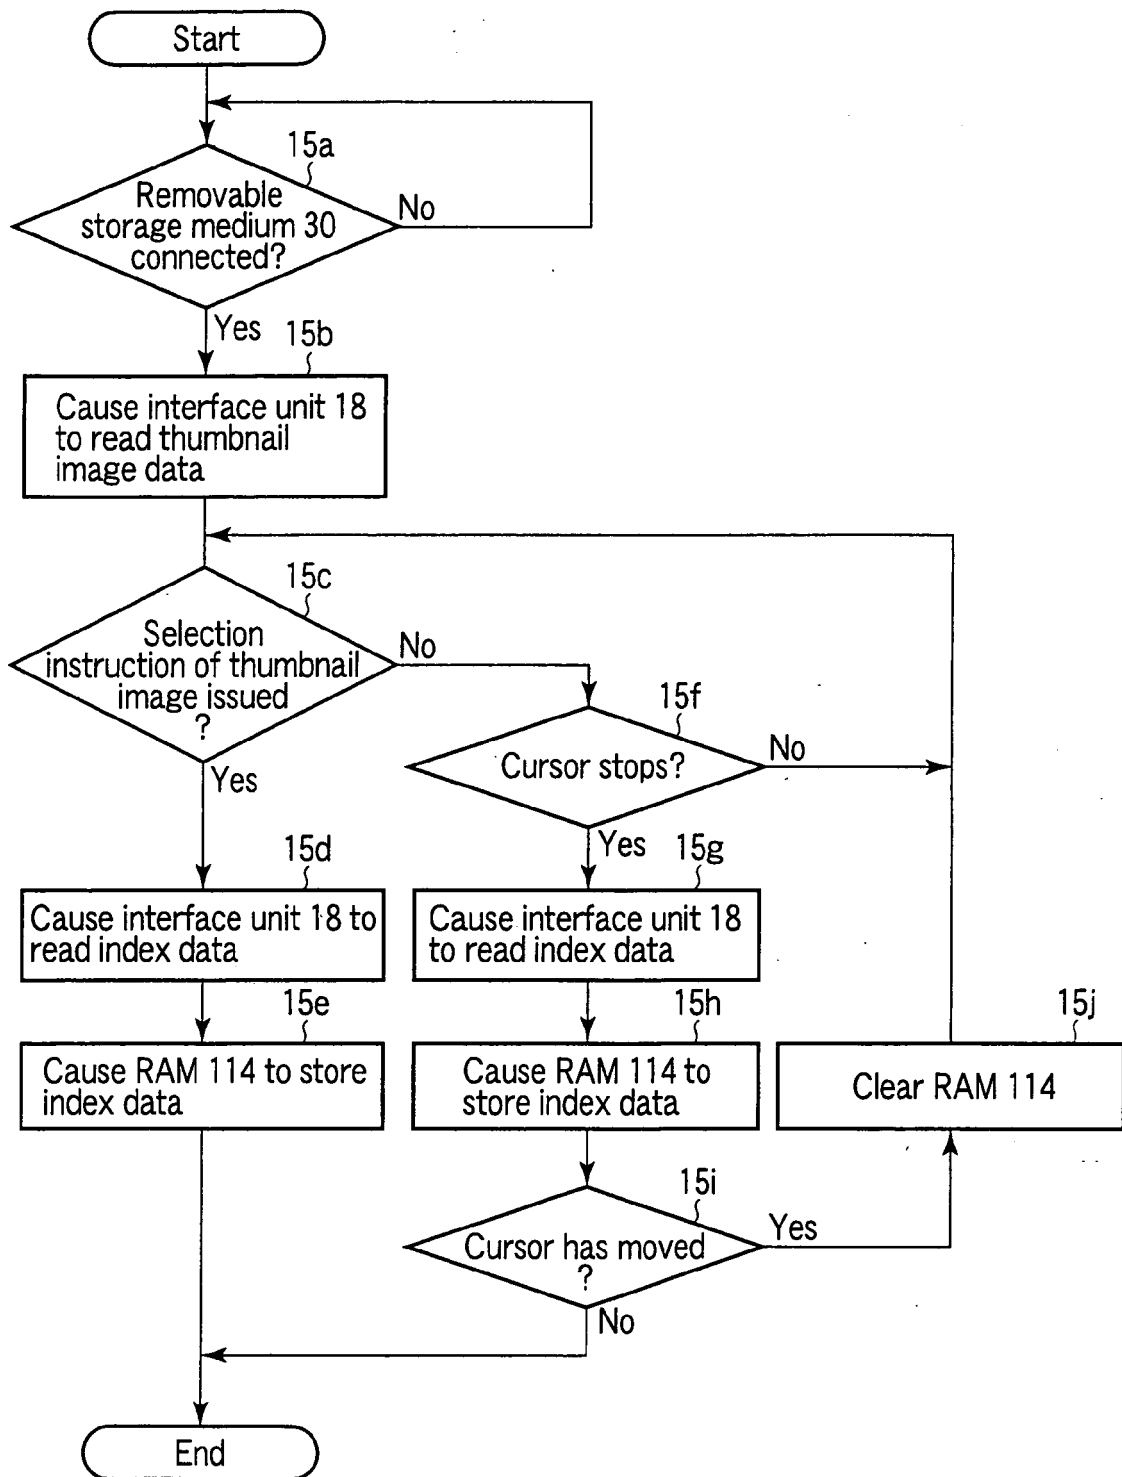 Start
15a
Removable
storage medium 30
connected?
No
Yes
15b
Cause interface unit 18
to read thumbnail
image data
15c
Selection
instruction of thumbnail
image issued
?
No
Yes
15f
Cursor stops?
No
Yes
15d
Cause interface unit 18 to
read index data
15g
Cause interface unit 18
to read index data
15e
Cause RAM 114 to store
index data
15h
Cause RAM 114 to
store index data
15j
Clear RAM 114
15i
Cursor has moved
?
Yes
No
End